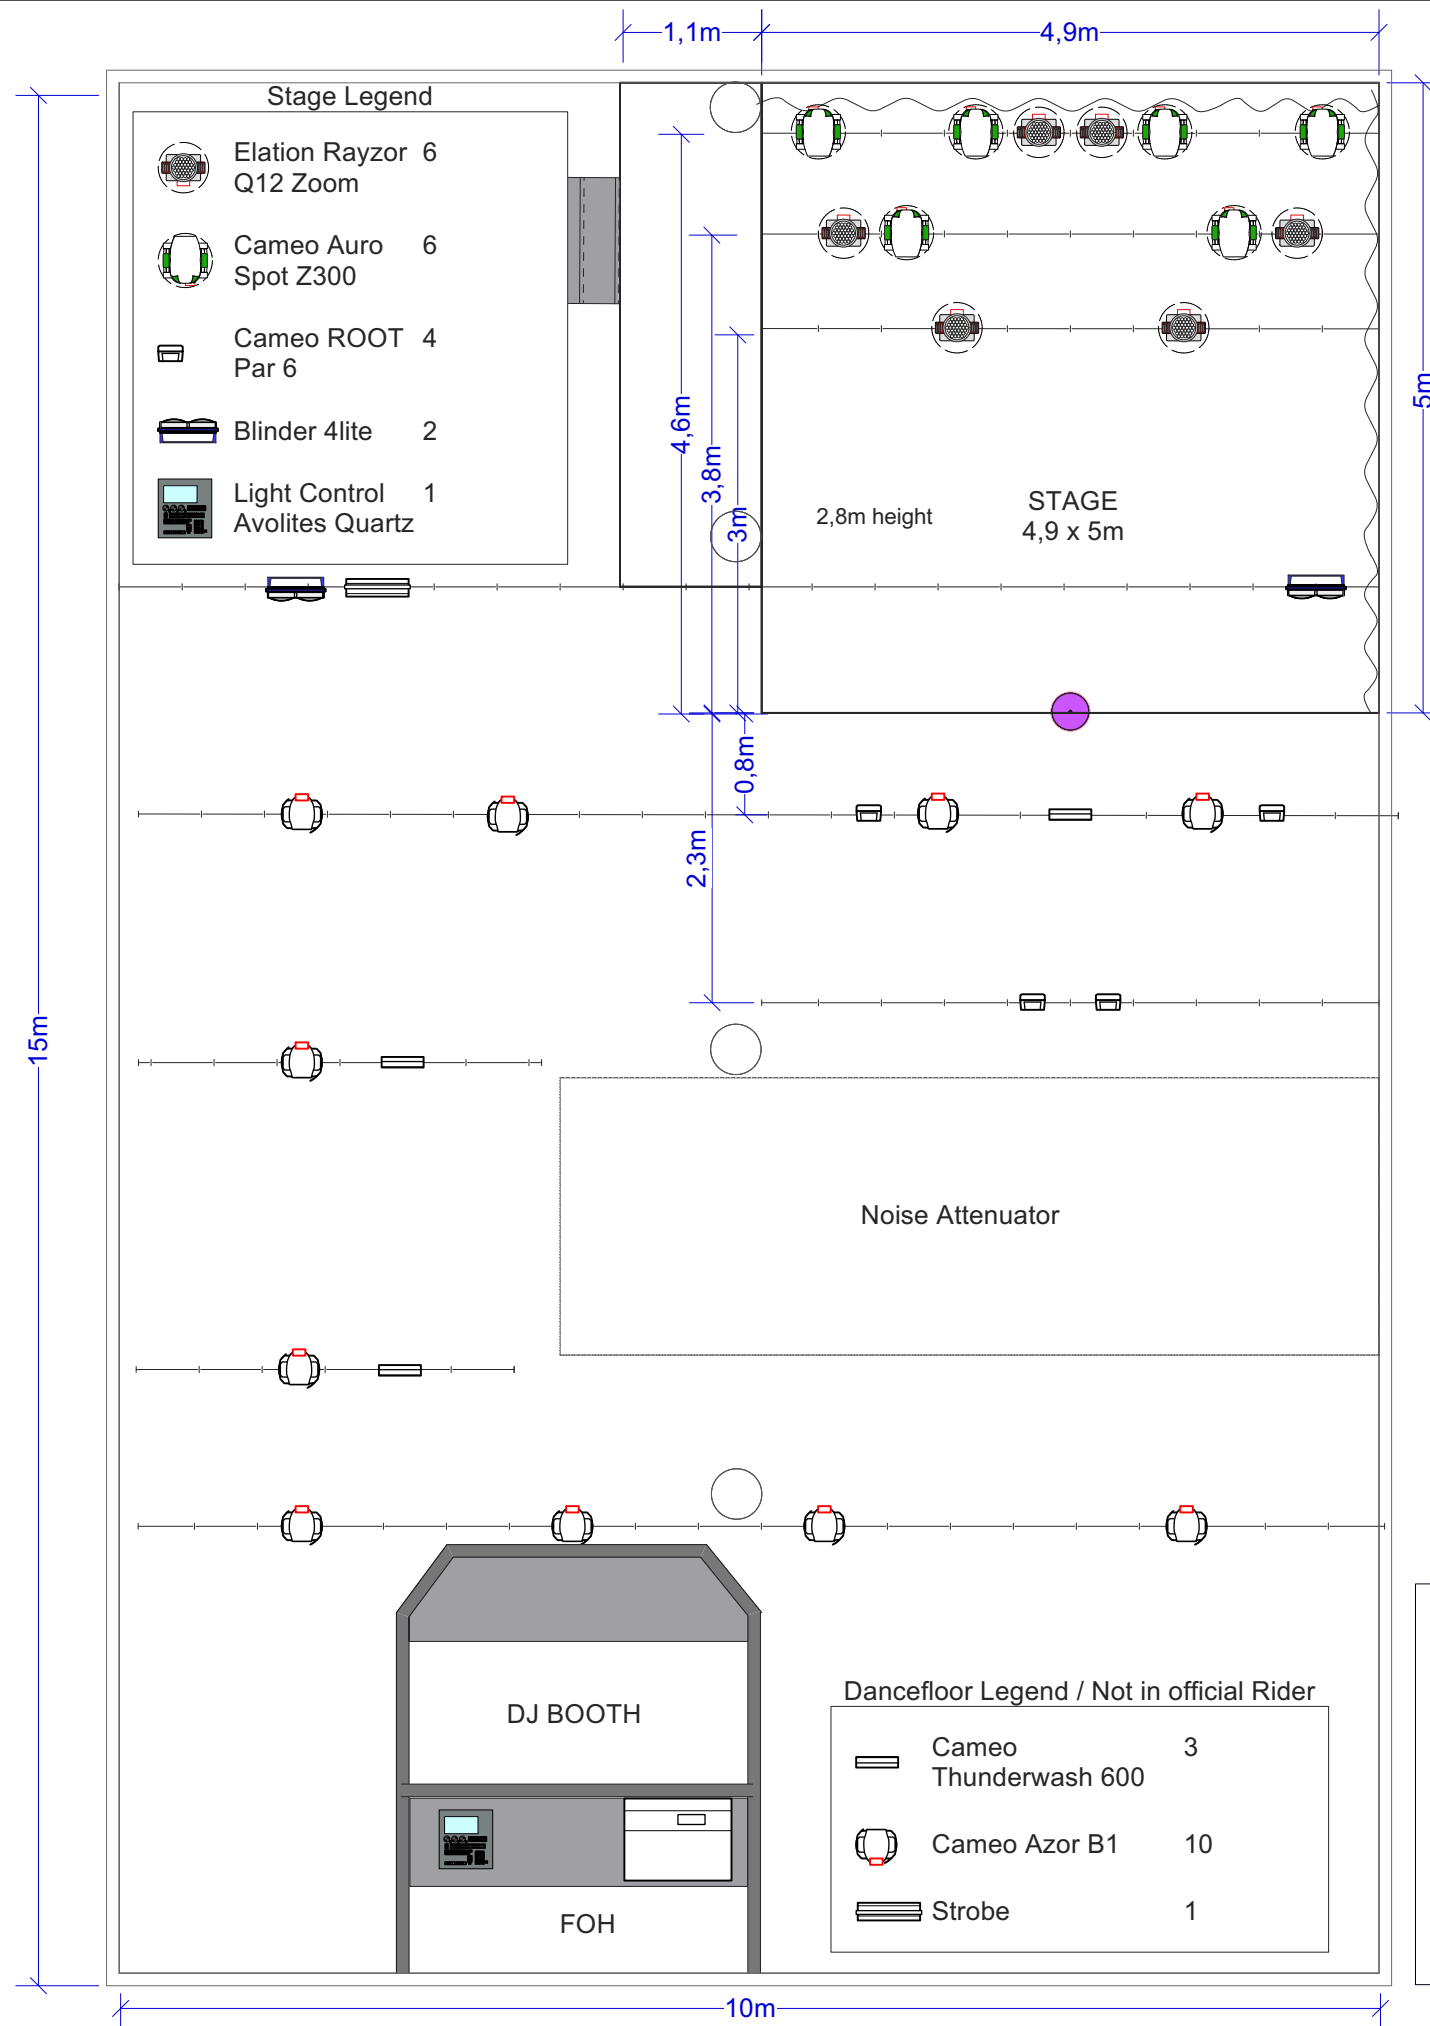 1,1m
4,9m
Stage Legend
Elation Rayzor 6
Q12 Zoom
Cameo Auro 6
Spot Z300
Cameo ROOT 4
Par 6
Blinder 4lite 2
Light Control 1
Avolites Quartz
4,6m
3,8m
3m
2,8m height
STAGE
4,9 x 5m
5m
0,8m
2,3m
15m
Noise Attenuator
DJ BOOTH
FOH
Dancefloor Legend / Not in official Rider
Cameo 3
Thunderwash 600
Cameo Azor B1 10
Strobe 1
10m